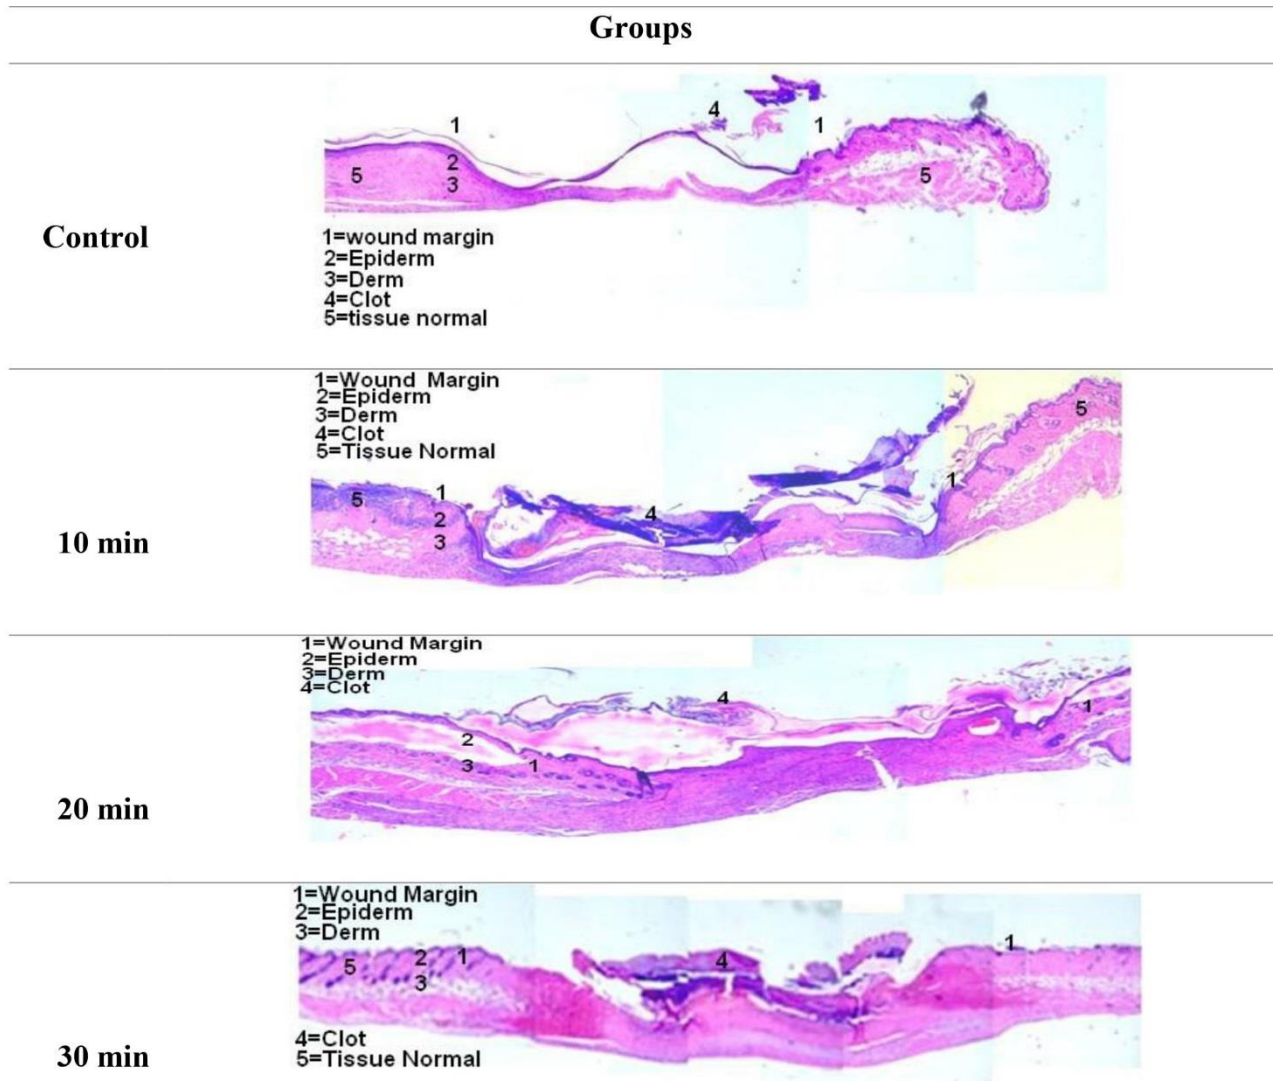 Groups
4
1
1
2
5
3
5
Control
1=wound margin
2=Epiderm
3=Derm
4=Clot
5=tissue normal
1=Wound  Margin
2=Epiderm
3=Derm
4=Clot
5=Tissue Normal
5
1
1
5
4
2
3
10 min
1=Wound Margin
2=Epiderm
3=Derm
4=Clot
4
1
2
3
1
20 min
1=Wound Margin
2=Epiderm
3=Derm
1
2
1
5
4
3
4=Clot
5=Tissue Normal
30 min